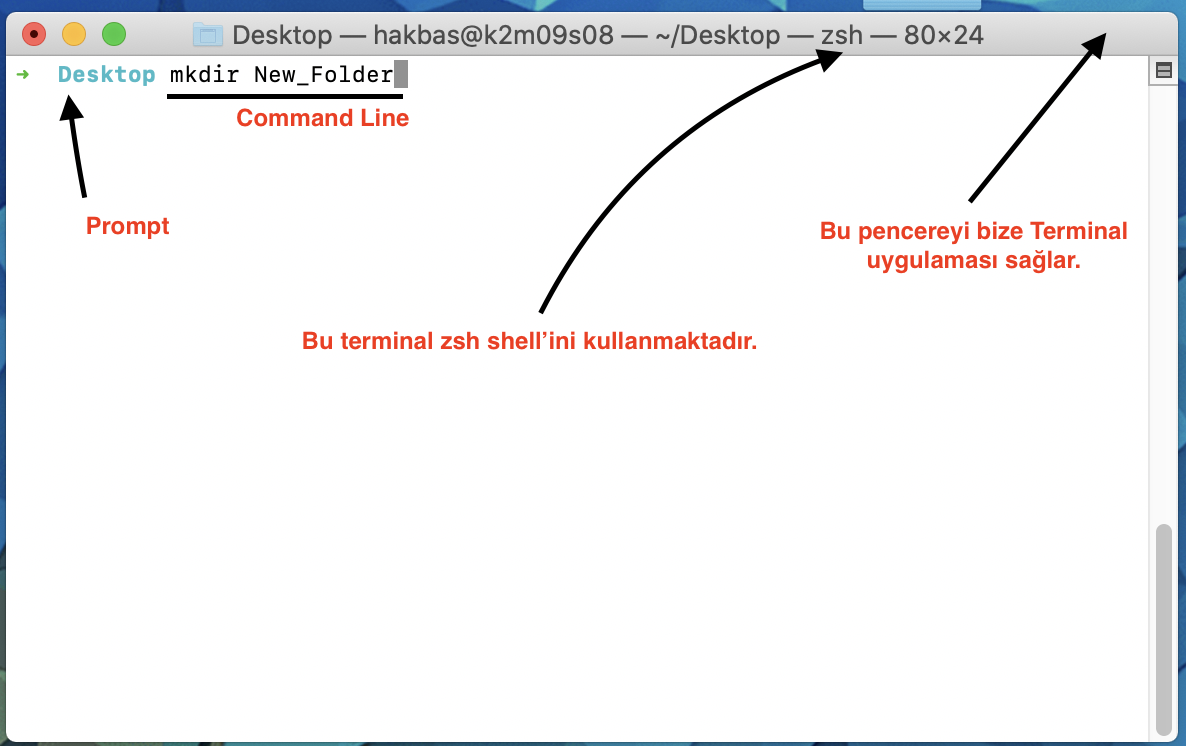 Desktop — hakbas@k2m09s08 — ~/Desktop — zsh — 80×24
➜ Desktop mkdir New_Folder
Command Line
Prompt
Bu pencereyi bize Terminal
uygulaması sağlar.
Bu terminal zsh shell’ini kullanmaktadır.